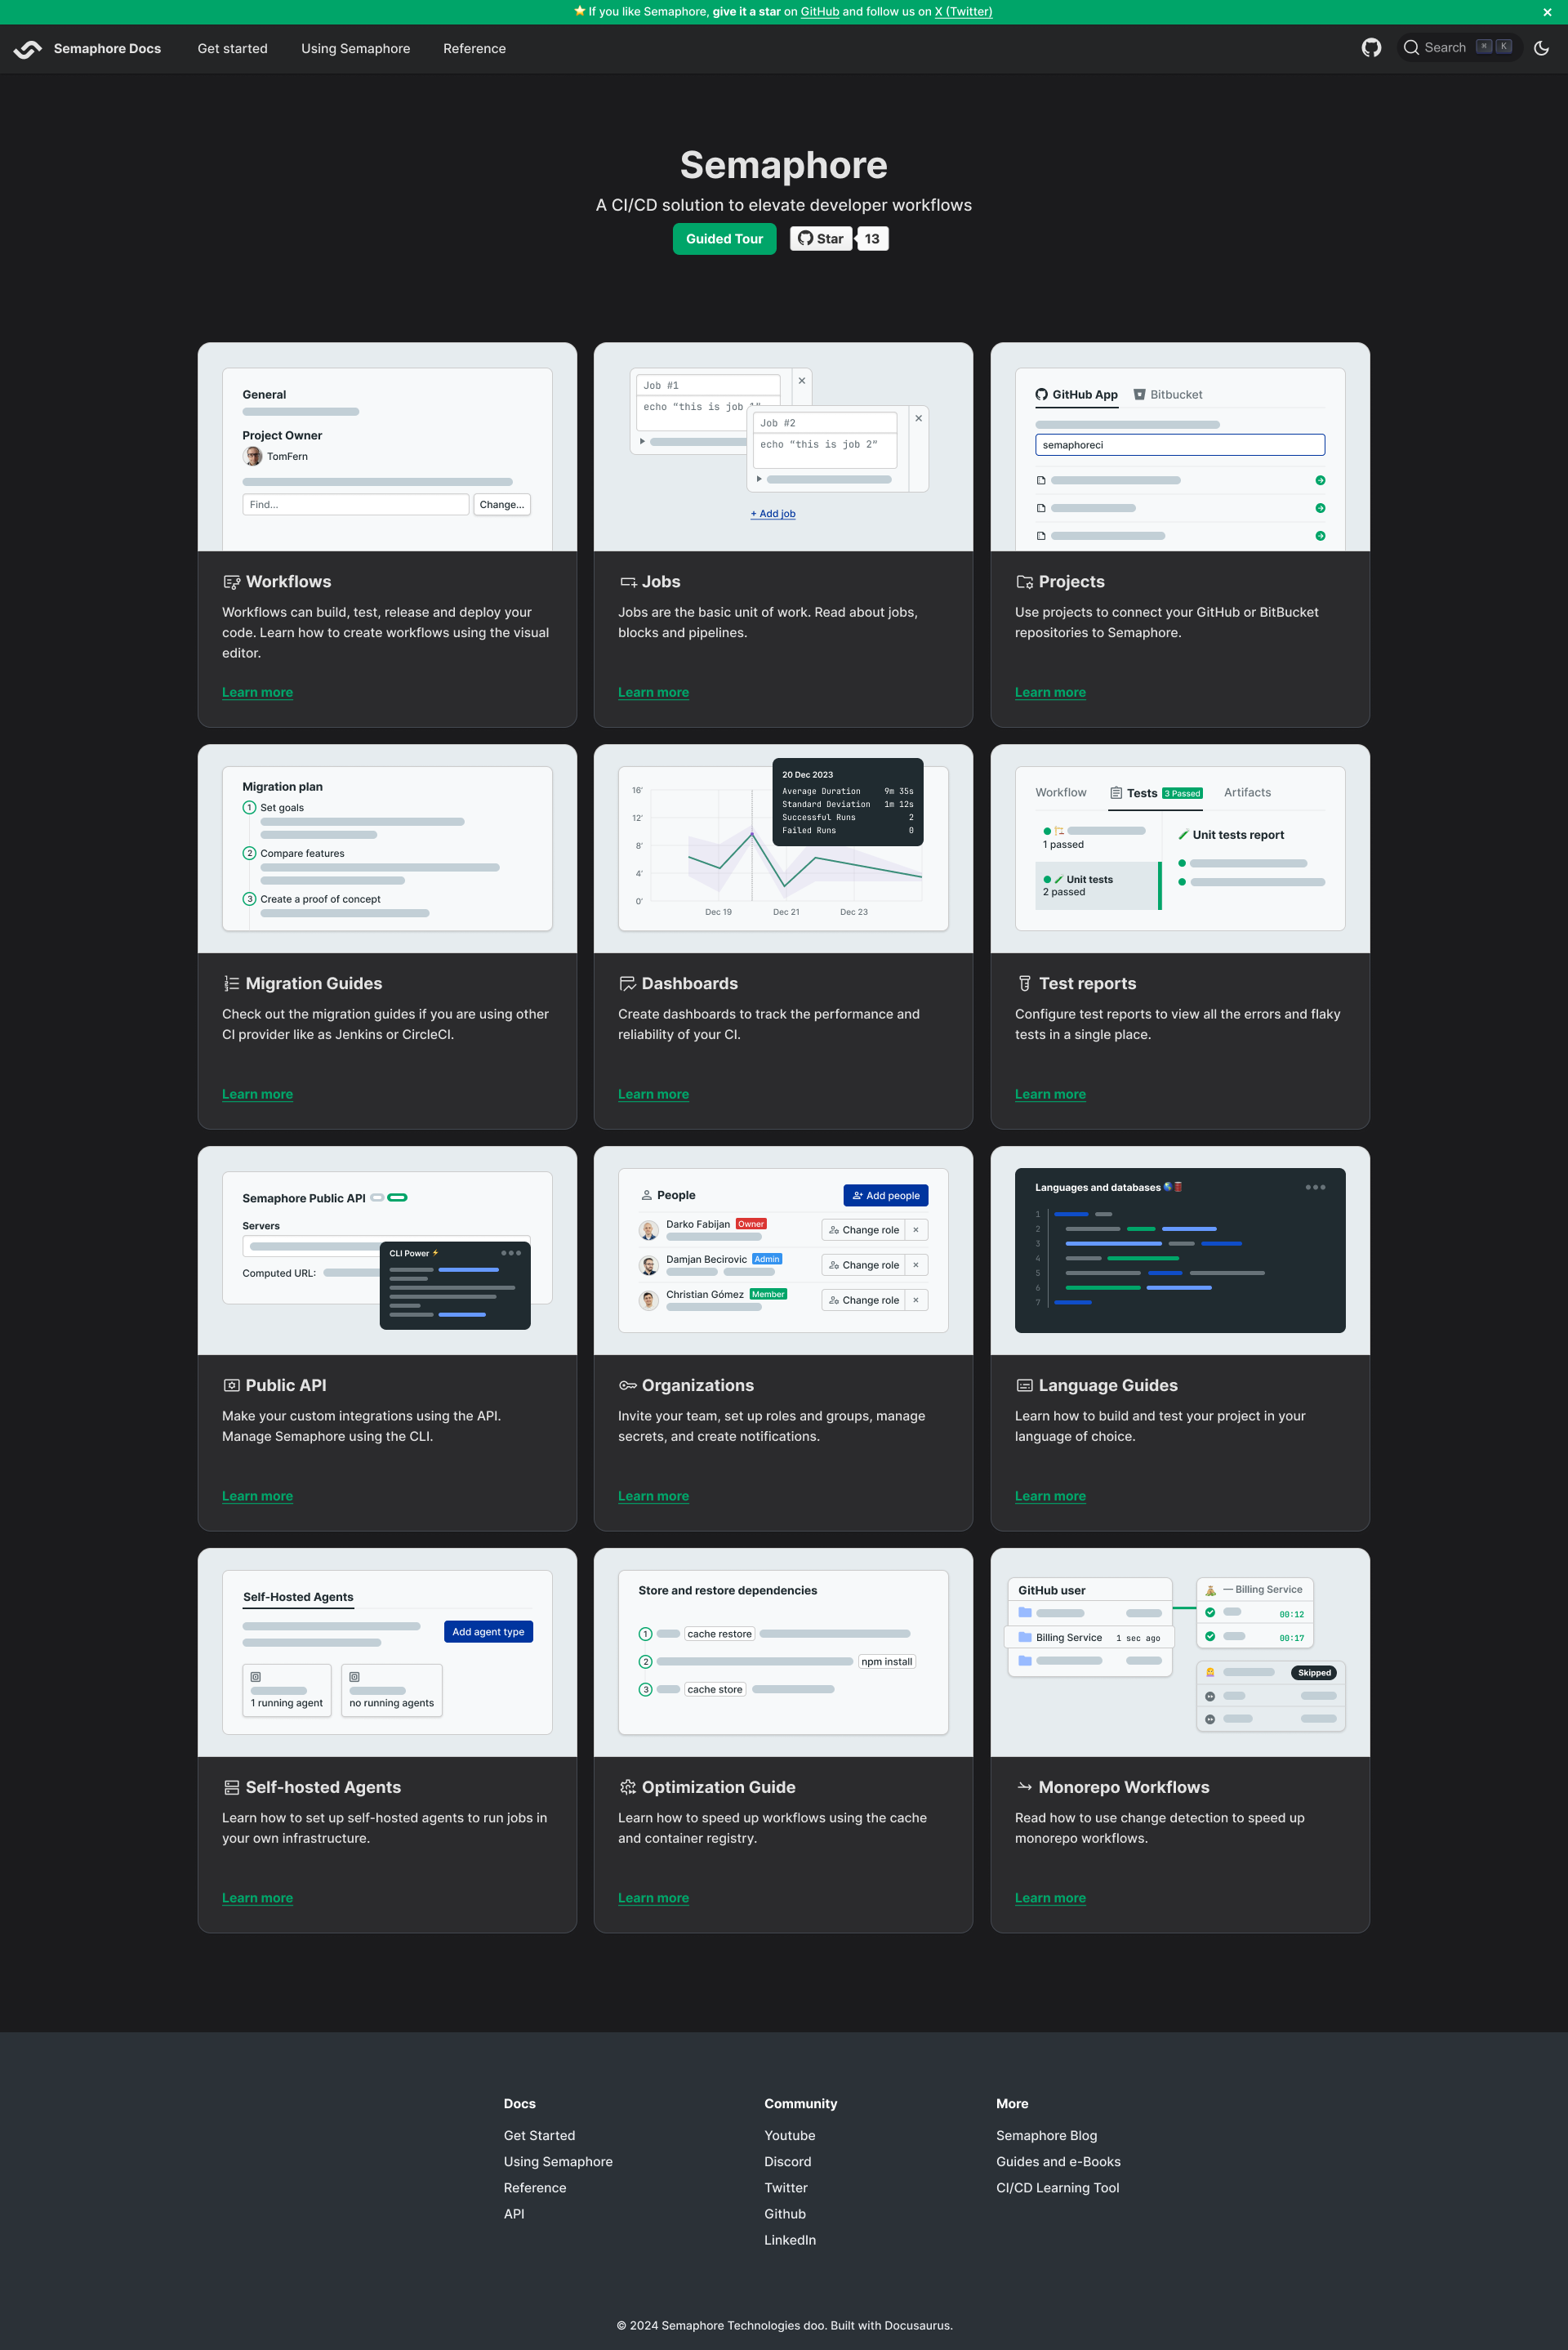 ⭐ If you like Semaphore, give it a star on GitHub and follow us on X (Twitter) ×
Semaphore Docs Get started Using Semaphore Reference Search ⌘ K
Semaphore
A CI/CD solution to elevate developer workflows
Guided Tour Star 13
General
Project Owner
TomFern
Find... Change...
Workflows
Workflows can build, test, release and deploy your
code. Learn how to create workflows using the visual
editor.
Learn more
Job #1
echo “this is job 1”
Job #2
echo “this is job 2”
+ Add job
Jobs
Jobs are the basic unit of work. Read about jobs,
blocks and pipelines.
Learn more
GitHub App Bitbucket
semaphoreci
Projects
Use projects to connect your GitHub or BitBucket
repositories to Semaphore.
Learn more
Migration plan
1 Set goals
2 Compare features
3 Create a proof of concept
Migration Guides
Check out the migration guides if you are using other
CI provider like as Jenkins or CircleCI.
Learn more
20 Dec 2023
Average Duration 9m 35s
Standard Deviation 1m 12s
Successful Runs 2
Failed Runs 0
16'
12'
8'
4'
0'
Dec 19 Dec 21 Dec 23
Dashboards
Create dashboards to track the performance and
reliability of your CI.
Learn more
Workflow Tests 3 Passed Artifacts
1 passed
Unit tests
2 passed
Unit tests report
Test reports
Configure test reports to view all the errors and flaky
tests in a single place.
Learn more
Semaphore Public API
Servers
Computed URL:
CLI Power ⚡
Public API
Make your custom integrations using the API.
Manage Semaphore using the CLI.
Learn more
People Add people
Darko Fabijan Owner Change role ×
Damjan Becirovic Admin Change role ×
Christian Gómez Member Change role ×
Organizations
Invite your team, set up roles and groups, manage
secrets, and create notifications.
Learn more
Languages and databases
1
2
3
4
5
6
7
Language Guides
Learn how to build and test your project in your
language of choice.
Learn more
Self-Hosted Agents
Add agent type
1 running agent no running agents
Self-hosted Agents
Learn how to set up self-hosted agents to run jobs in
your own infrastructure.
Learn more
Store and restore dependencies
1 cache restore
2 npm install
3 cache store
Optimization Guide
Learn how to speed up workflows using the cache
and container registry.
Learn more
GitHub user
Billing Service 1 sec ago
— Billing Service
00:12
00:17
Skipped
Monorepo Workflows
Read how to use change detection to speed up
monorepo workflows.
Learn more
Docs
Get Started
Using Semaphore
Reference
API
Community
Youtube
Discord
Twitter
Github
LinkedIn
More
Semaphore Blog
Guides and e-Books
CI/CD Learning Tool
© 2024 Semaphore Technologies doo. Built with Docusaurus.